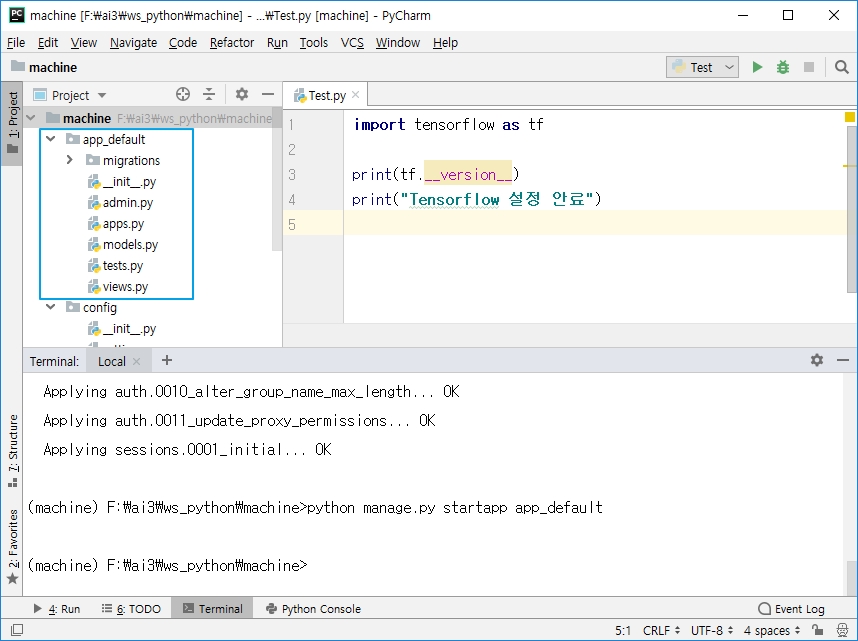 machine [F:₩ai3₩ws_python₩machine] - ...₩Test.py [machine] - PyCharm
File Edit View Navigate Code Refactor Run Tools VCS Window Help
machine
Test
1: Project
Project
Test.py
machine F:₩ai3₩ws_python₩machine
app_default
migrations
__init__.py
admin.py
apps.py
models.py
tests.py
views.py
config
__init__.py
1 import tensorflow as tf
2
3 print(tf.__version__)
4 print("Tensorflow 설정 안료")
5
Terminal: Local
Applying auth.0010_alter_group_name_max_length... OK
Applying auth.0011_update_proxy_permissions... OK
Applying sessions.0001_initial... OK
(machine) F:₩ai3₩ws_python₩machine>python manage.py startapp app_default
(machine) F:₩ai3₩ws_python₩machine>
7: Structure
2: Favorites
4: Run 6: TODO Terminal Python Console Event Log
5:1 CRLF UTF-8 4 spaces